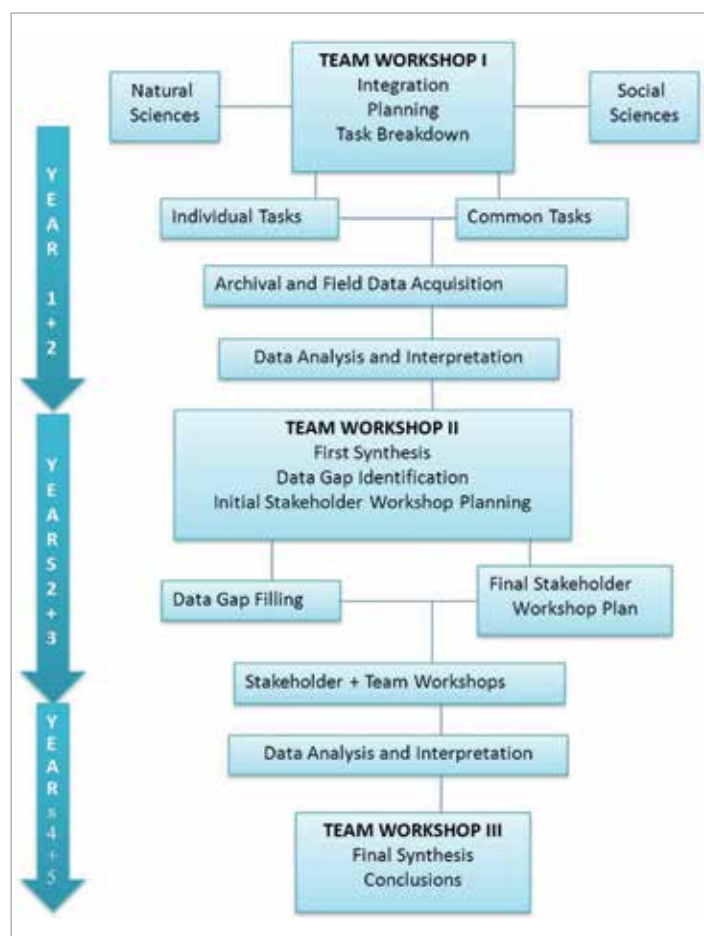 TEAM WORKSHOP I
Integration
Planning
Task Breakdown
Natural
Sciences
Social
Sciences
YEAR 1+2
Individual Tasks
Common Tasks
Archival and Field Data Acquisition
Data Analysis and Interpretation
TEAM WORKSHOP II
First Synthesis
Data Gap Identification
Initial Stakeholder Workshop Planning
YEARS 2+3
Data Gap Filling
Final Stakeholder
Workshop Plan
Stakeholder + Team Workshops
YEARs 4+5
Data Analysis and Interpretation
TEAM WORKSHOP III
Final Synthesis
Conclusions